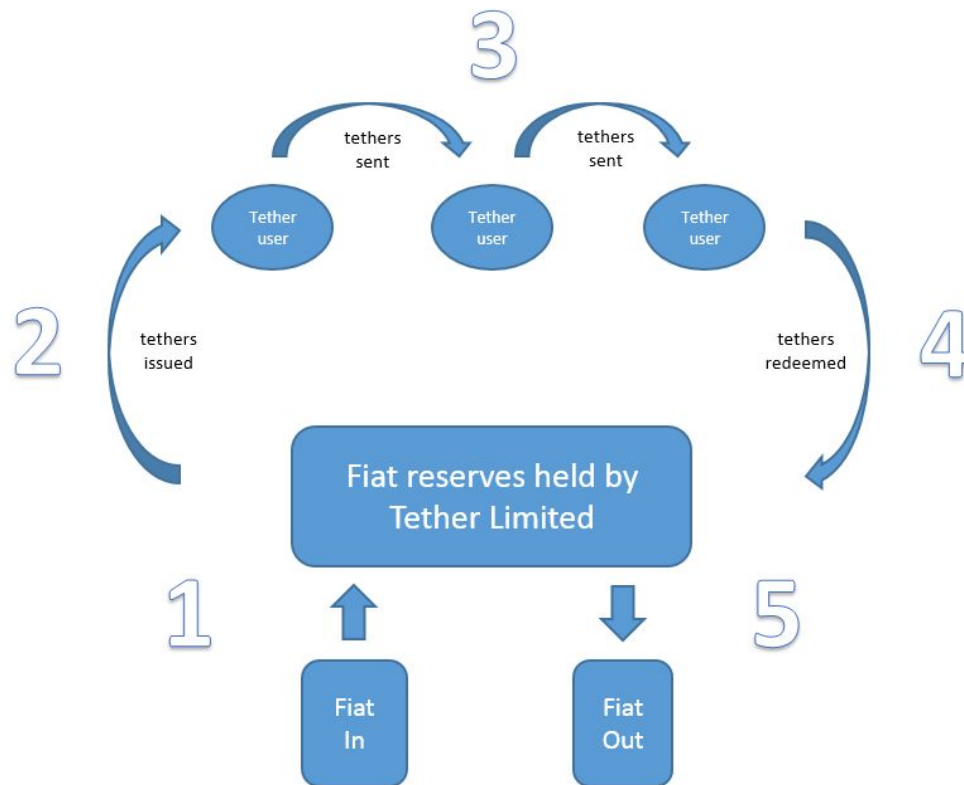 3
tethers
sent
tethers
sent
Tether
user
Tether
user
Tether
user
2
tethers
issued
tethers
redeemed
4
Fiat reserves held by
Tether Limited
1
5
Fiat
In
Fiat
Out